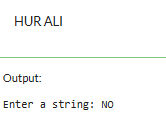 HUR ALI
Output:
Enter a string: NO